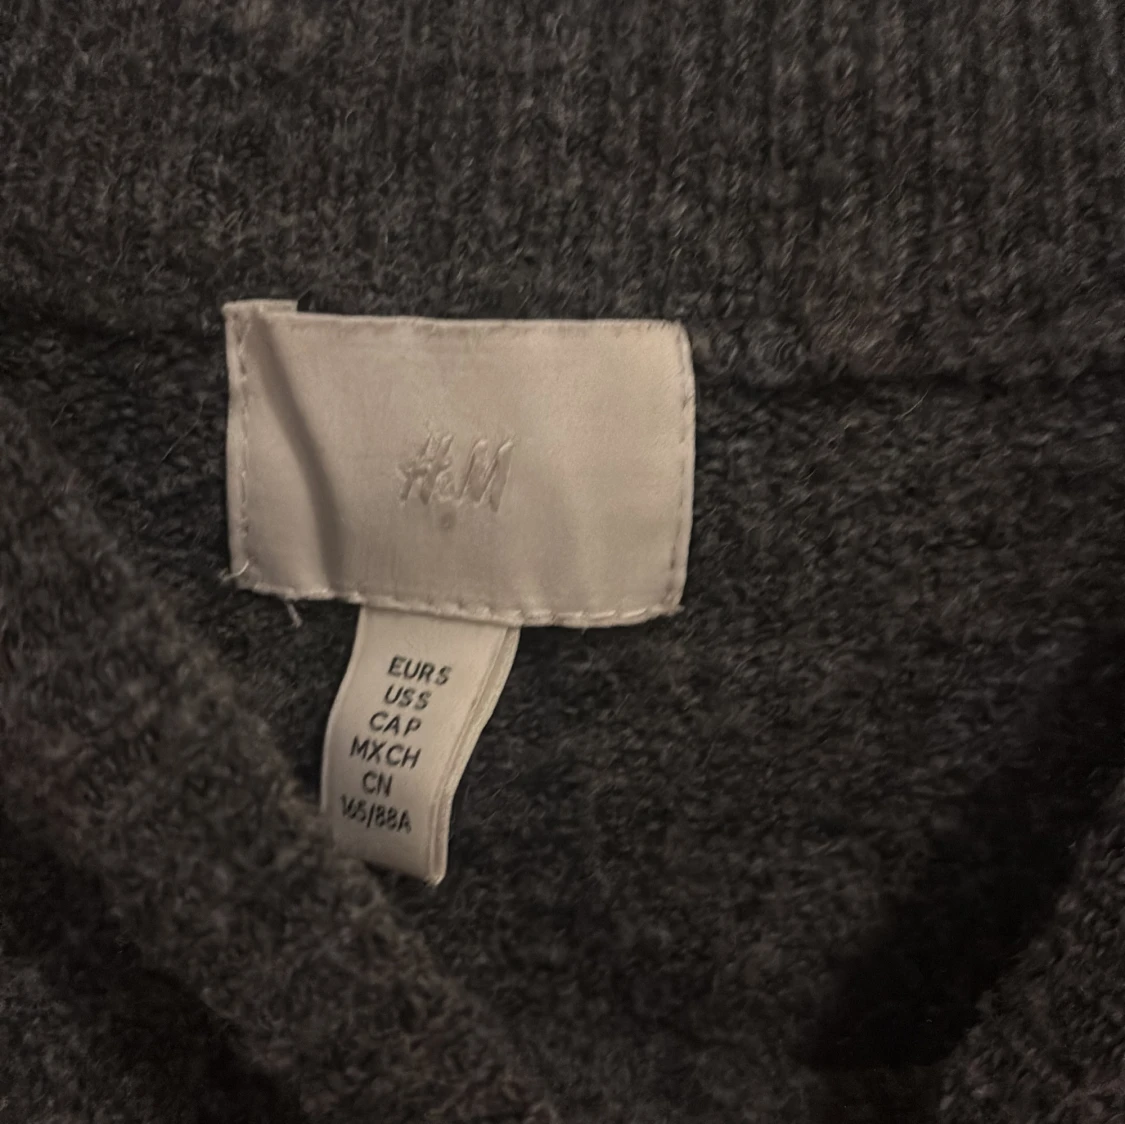 H&M
EUR S
US S
CA P
MX CH
CN
165/88A